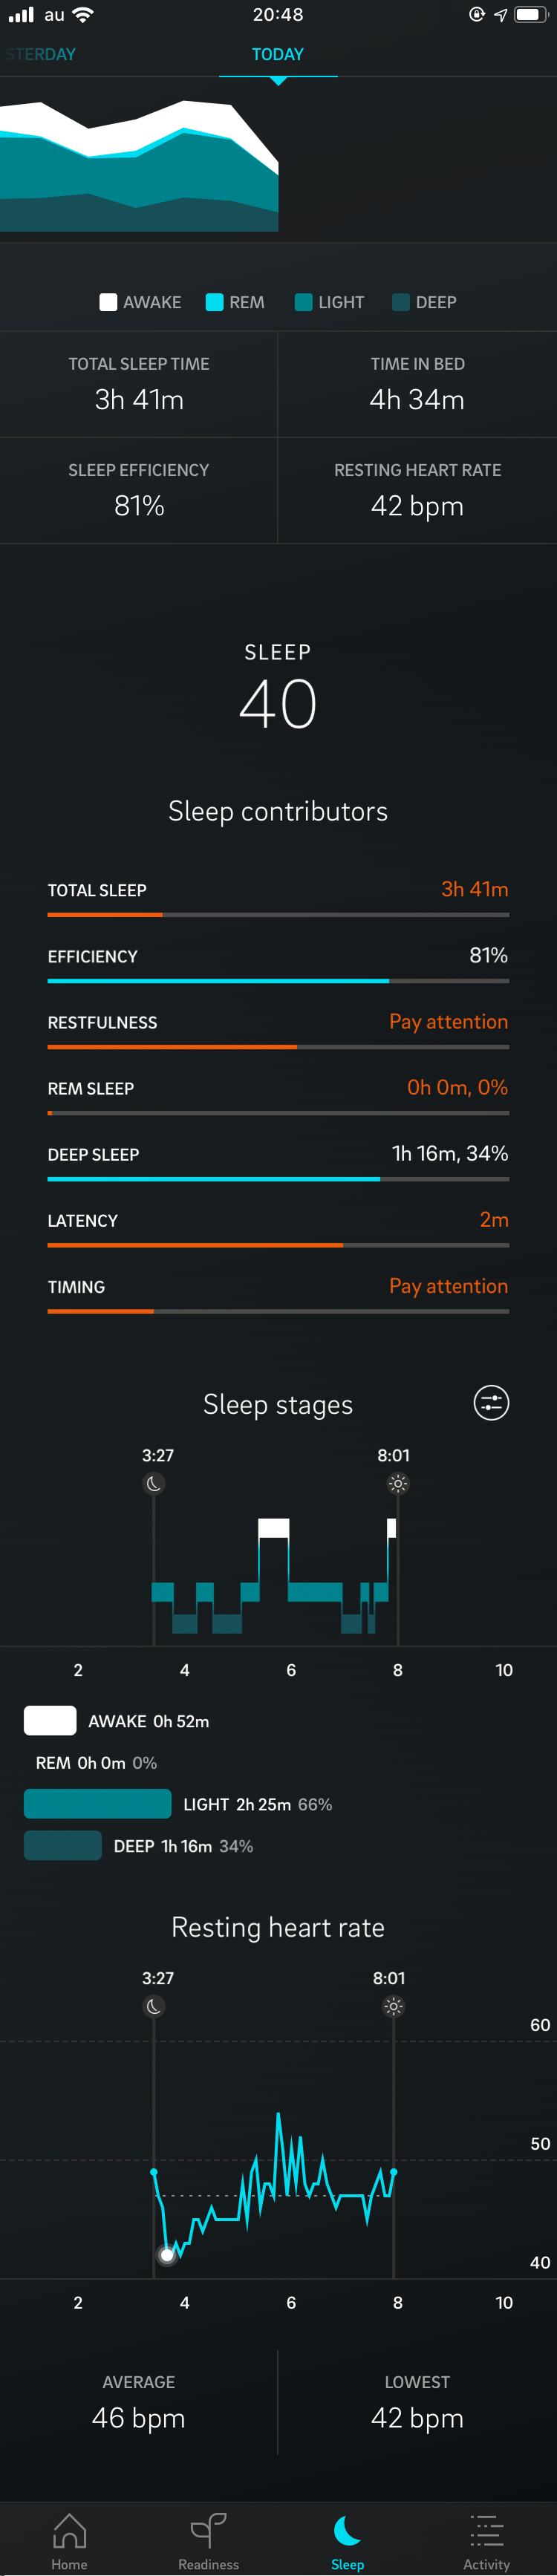 au 20:48
STERDAY TODAY
AWAKE REM LIGHT DEEP
TOTAL SLEEP TIME TIME IN BED
3h 41m 4h 34m
SLEEP EFFICIENCY RESTING HEART RATE
81% 42 bpm
SLEEP
40
Sleep contributors
TOTAL SLEEP 3h 41m
EFFICIENCY 81%
RESTFULNESS Pay attention
REM SLEEP 0h 0m, 0%
DEEP SLEEP 1h 16m, 34%
LATENCY 2m
TIMING Pay attention
Sleep stages
3:27 8:01
2 4 6 8 10
AWAKE 0h 52m
REM 0h 0m 0%
LIGHT 2h 25m 66%
DEEP 1h 16m 34%
Resting heart rate
3:27 8:01
60
50
40
2 4 6 8 10
AVERAGE LOWEST
46 bpm 42 bpm
Home Readiness Sleep Activity